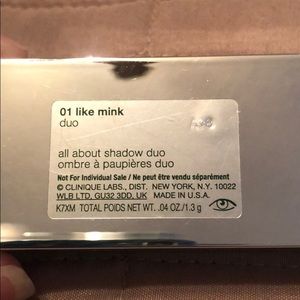 01 like mink
duo
all about shadow duo
ombre à paupières duo
Not For Individual Sale / Ne peut être vendu séparément
© CLINIQUE LABS., DIST. NEW YORK, N.Y. 10022
WLB LTD, GU32 3DD, UK MADE IN U.S.A.
K7XM TOTAL POIDS NET WT. .04 OZ./1.3 g